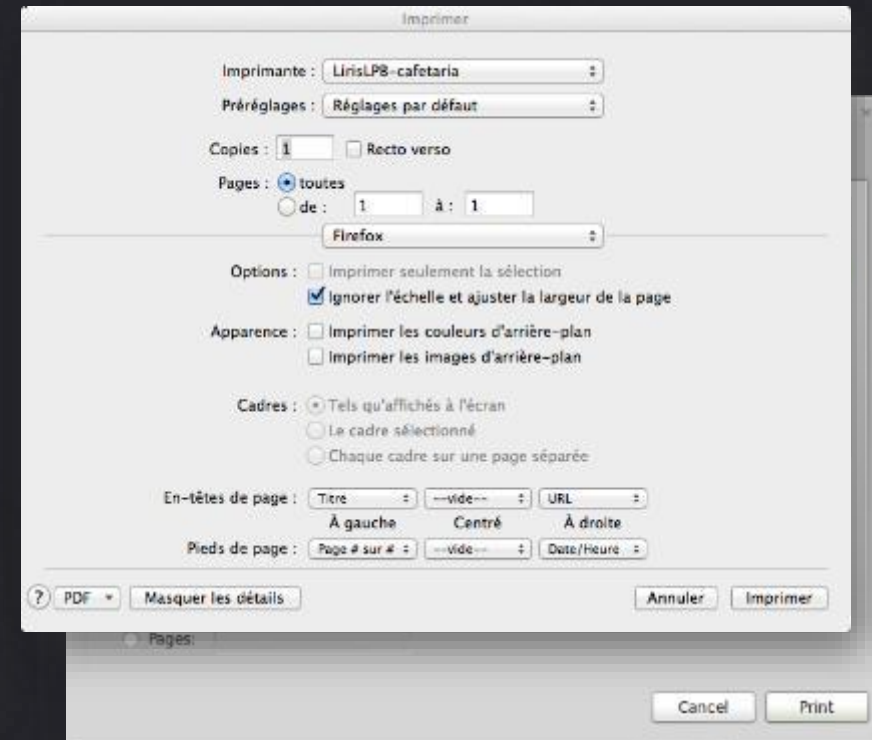 Imprimer
Imprimante : LirisLPB-cafetaria
Préréglages : Réglages par défaut
Copies : 1 Recto verso
Pages : toutes
de : 1 à : 1
Firefox
Options : Imprimer seulement la sélection
Ignorer l'échelle et ajuster la largeur de la page
Apparence : Imprimer les couleurs d'arrière-plan
Imprimer les images d'arrière-plan
Cadres : Tels qu'affichés à l'écran
Le cadre sélectionné
Chaque cadre sur une page séparée
En-têtes de page : Titre --vide-- URL
À gauche Centré À droite
Pieds de page : Page # sur # --vide-- Date/Heure
? PDF Masquer les détails Annuler Imprimer
Pages:
Cancel Print